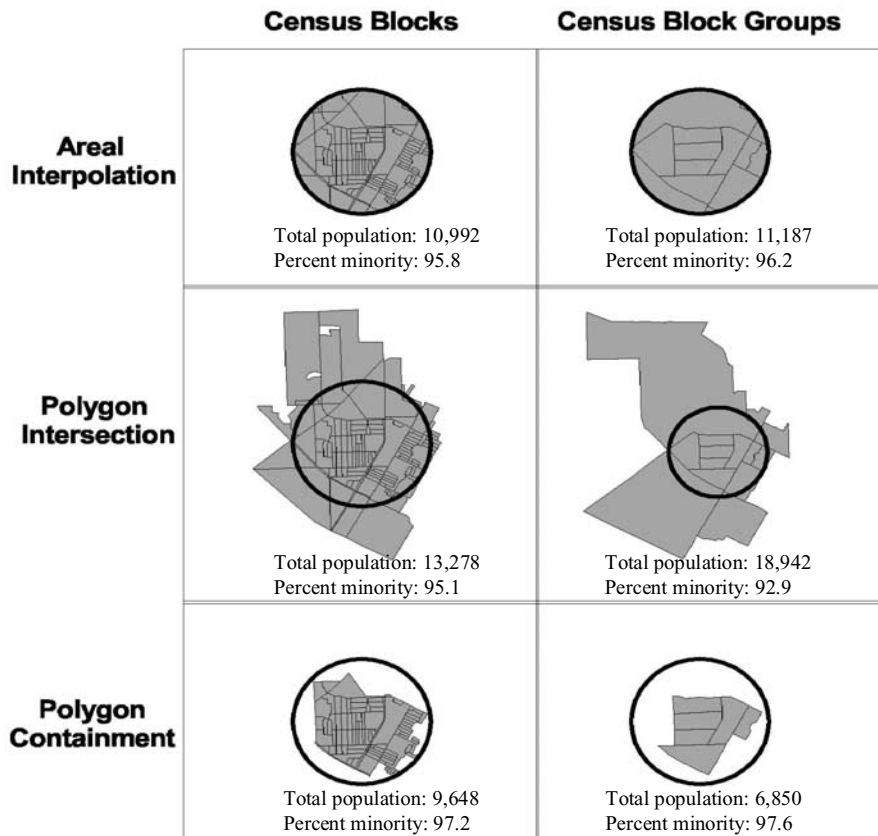 Census Blocks
Census Block Groups
Areal
Interpolation
Total population: 10,992
Percent minority: 95.8
Total population: 11,187
Percent minority: 96.2
Polygon
Intersection
Total population: 13,278
Percent minority: 95.1
Total population: 18,942
Percent minority: 92.9
Polygon
Containment
Total population: 9,648
Percent minority: 97.2
Total population: 6,850
Percent minority: 97.6